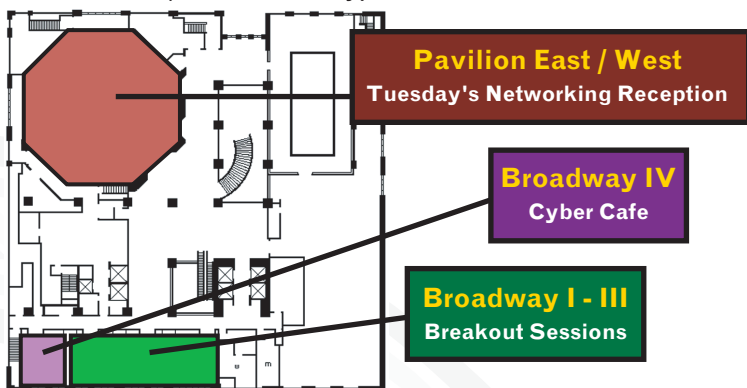 Pavilion East / West
Tuesday's Networking Reception
Broadway IV
Cyber Cafe
Broadway I - III
Breakout Sessions
m